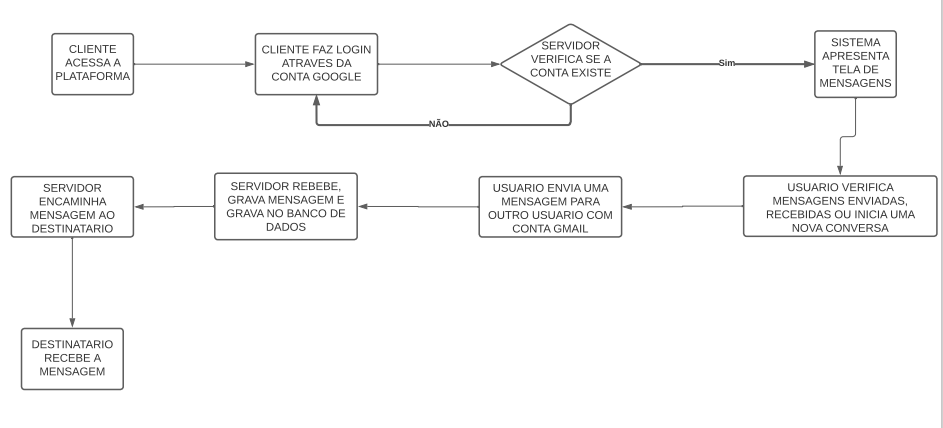 CLIENTE
ACESSA A
PLATAFORMA
CLIENTE FAZ LOGIN
ATRAVES DA
CONTA GOOGLE
SERVIDOR
VERIFICA SE A
CONTA EXISTE
Sim
SISTEMA
APRESENTA
TELA DE
MENSAGENS
NÃO
USUARIO VERIFICA
MENSAGENS ENVIADAS,
RECEBIDAS OU INICIA UMA
NOVA CONVERSA
USUARIO ENVIA UMA
MENSAGEM PARA
OUTRO USUARIO COM
CONTA GMAIL
SERVIDOR REBEBE,
GRAVA MENSAGEM E
GRAVA NO BANCO DE
DADOS
SERVIDOR
ENCAMINHA
MENSAGEM AO
DESTINATARIO
DESTINATARIO
RECEBE A
MENSAGEM